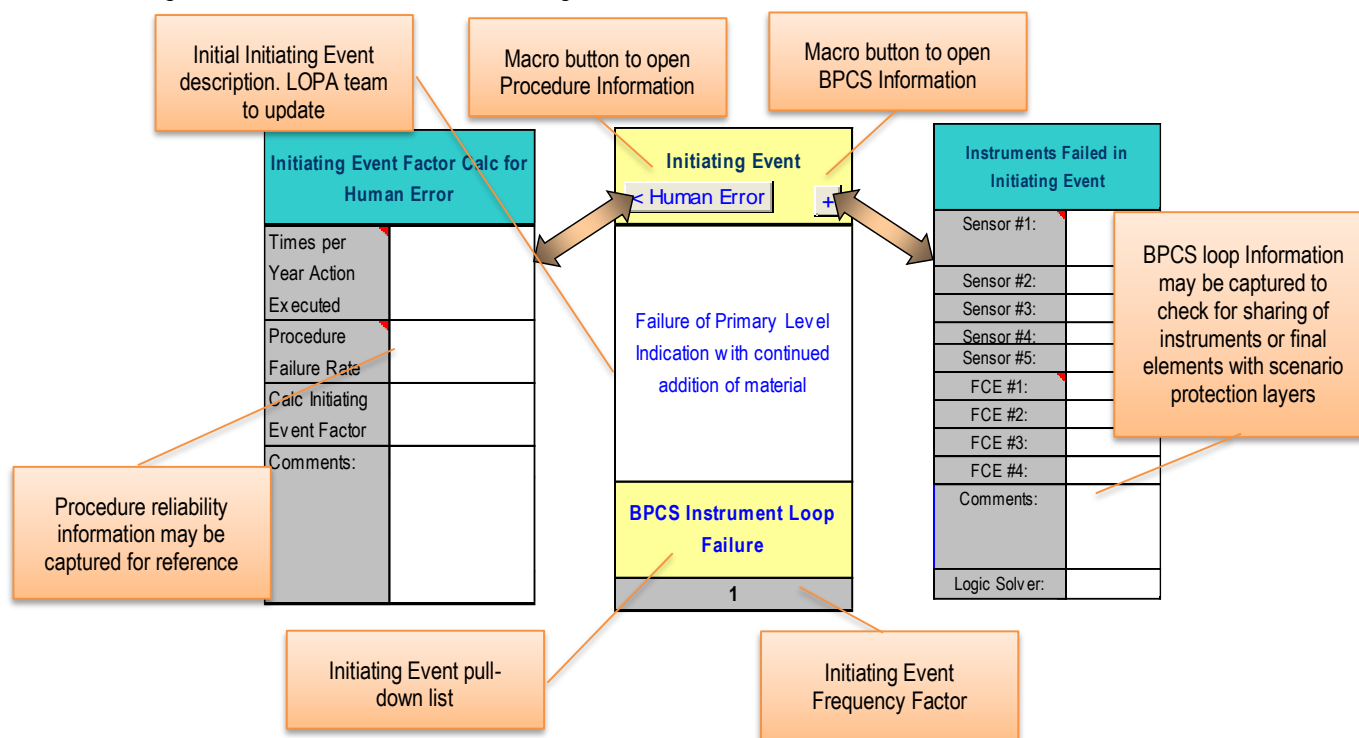 Initial Initiating Event
description. LOPA team
to update
Macro button to open
Procedure Information
Macro button to open
BPCS Information
Initiating Event Factor Calc for
Human Error
Times per
Year Action
Executed
Procedure
Failure Rate
Calc Initiating
Event Factor
Comments:
Initiating Event
< Human Error
+
Failure of Primary Level
Indication with continued
addition of material
BPCS Instrument Loop
Failure
1
Instruments Failed in
Initiating Event
Sensor #1:
Sensor #2:
Sensor #3:
Sensor #4:
Sensor #5:
FCE #1:
FCE #2:
FCE #3:
FCE #4:
Comments:
Logic Solver:
BPCS loop Information
may be captured to
check for sharing of
instruments or final
elements with scenario
protection layers
Procedure reliability
information may be
captured for reference
Initiating Event pull-
down list
Initiating Event
Frequency Factor